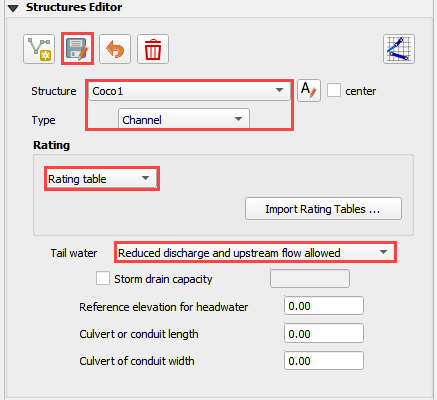 Structures Editor
Structure Coco1 A center
Type Channel
Rating
Rating table
Import Rating Tables ...
Tail water Reduced discharge and upstream flow allowed
Storm drain capacity
Reference elevation for headwater 0.00
Culvert or conduit length 0.00
Culvert of conduit width 0.00